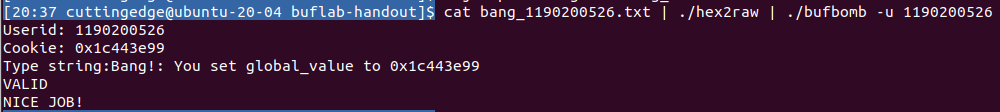 [20:37 cuttingedge@ubuntu-20-04 buflab-handout]$ cat bang_1190200526.txt | ./hex2raw | ./bufbomb -u 1190200526
Userid: 1190200526
Cookie: 0x1c443e99
Type string:Bang!: You set global_value to 0x1c443e99
VALID
NICE JOB!